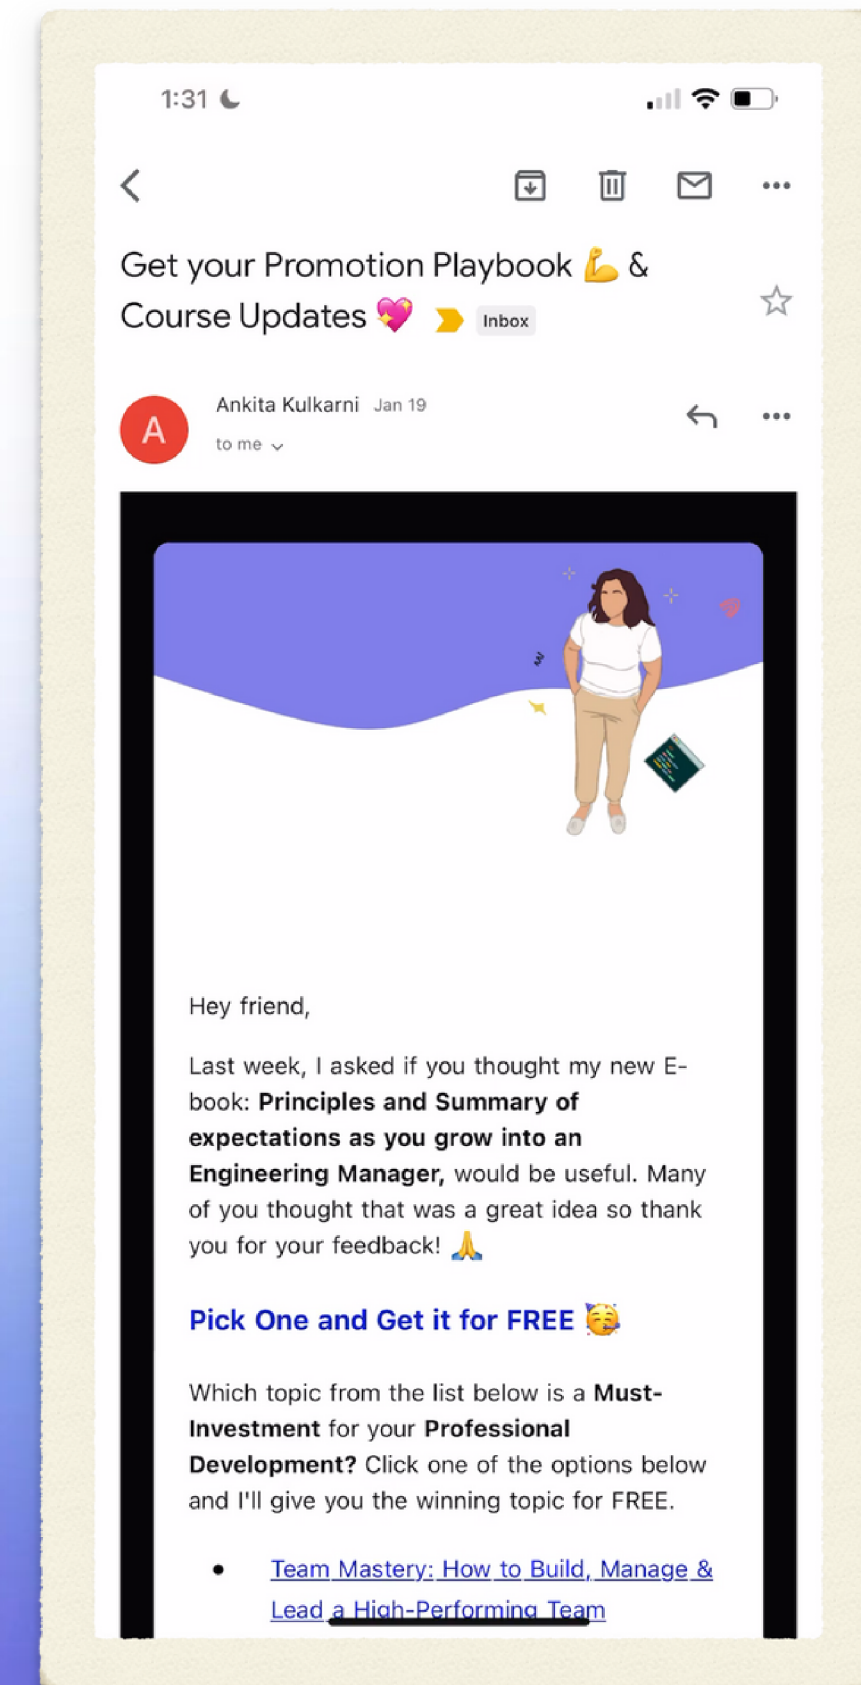 1:31
Get your Promotion Playbook 💪 &
Course Updates 💖 Inbox
A
Ankita Kulkarni Jan 19
to me
Hey friend,
Last week, I asked if you thought my new E-
book: Principles and Summary of
expectations as you grow into an
Engineering Manager, would be useful. Many
of you thought that was a great idea so thank
you for your feedback! 🙏
Pick One and Get it for FREE 🥳
Which topic from the list below is a Must-
Investment for your Professional
Development? Click one of the options below
and I'll give you the winning topic for FREE.
• Team Mastery: How to Build, Manage &
Lead a High-Performing Team